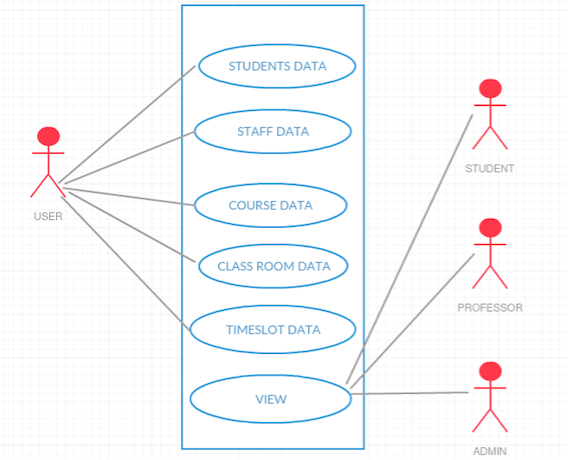 STUDENTS DATA
STAFF DATA
COURSE DATA
CLASS ROOM DATA
TIMESLOT DATA
VIEW
USER
STUDENT
PROFESSOR
ADMIN